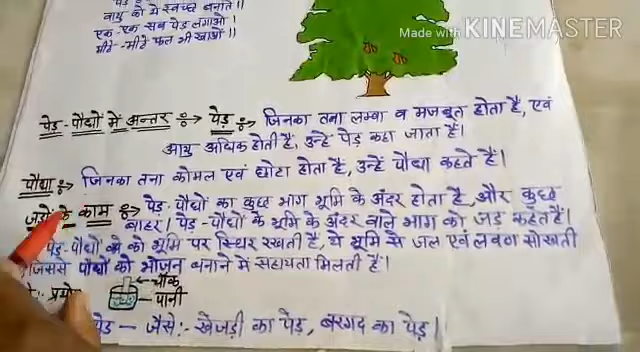 वायु को ये स्वच्छ बनाते।।
एक-एक सब पेड़ लगाओ।
मीठे-मीठे फल भी खाओ।।
Made with KINEMASTER
पेड़-पौधों में अन्तर :-> पेड़ :-> जिनका तना लम्बा व मजबूत होता है, एवं
आयु अधिक होती हैं, उन्हें पेड़ कहा जाता है।
पौधा :-> जिनका तना कोमल एवं छोटा होता है, उन्हें पौधा कहते हैं।
जड़ों के काम :-> पेड़-पौधों का कुछ भाग भूमि के अंदर होता है, और कुछ
बाहर। पेड़-पौधों के भूमि के अंदर वाले भाग को जड़ कहते हैं।
पेड़-पौधों को भूमि पर स्थिर रखती हैं, ये भूमि से जल एवं लवण सोखती
जिससे पौधों को भोजन बनाने में सहायता मिलती हैं।
चॉक
पानी
पेड़ - जैसे:- खेजड़ी का पेड़, बरगद का पेड़।